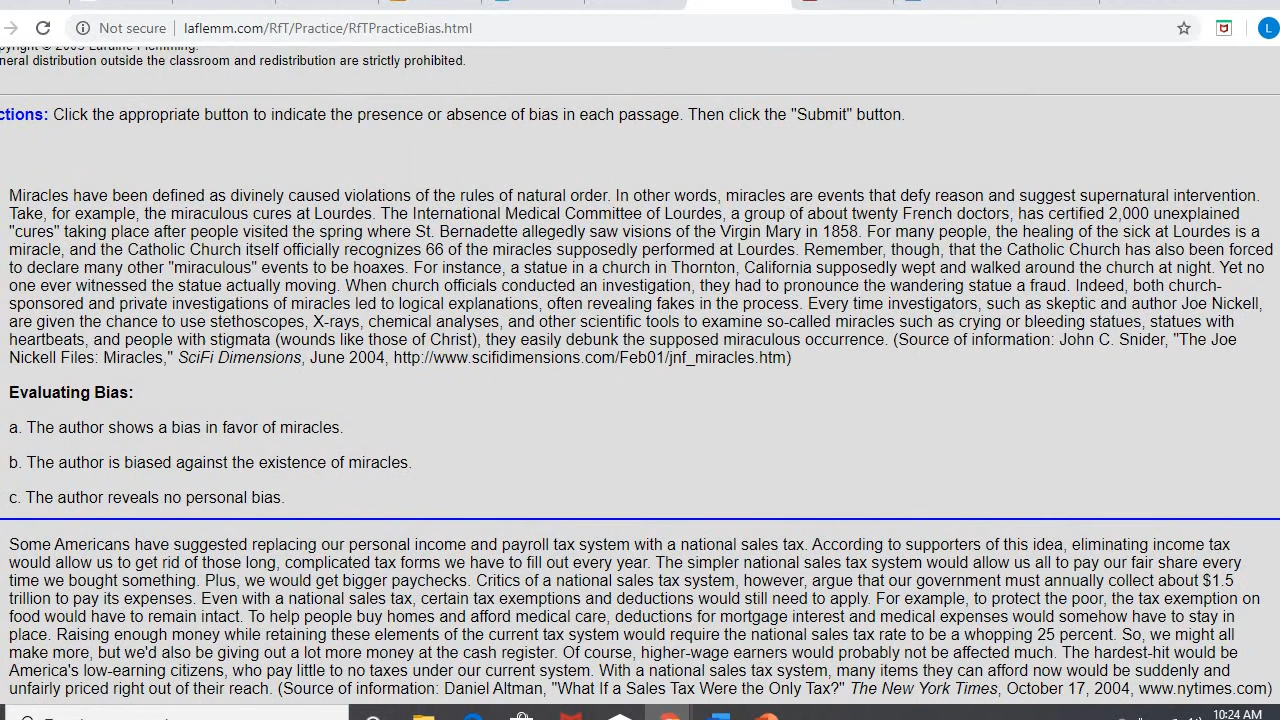 Not secure | laflemm.com/RfT/Practice/RfTPracticeBias.html
L
neral distribution outside the classroom and redistribution are strictly prohibited.
ctions: Click the appropriate button to indicate the presence or absence of bias in each passage. Then click the "Submit" button.
Miracles have been defined as divinely caused violations of the rules of natural order. In other words, miracles are events that defy reason and suggest supernatural intervention.
Take, for example, the miraculous cures at Lourdes. The International Medical Committee of Lourdes, a group of about twenty French doctors, has certified 2,000 unexplained
"cures" taking place after people visited the spring where St. Bernadette allegedly saw visions of the Virgin Mary in 1858. For many people, the healing of the sick at Lourdes is a
miracle, and the Catholic Church itself officially recognizes 66 of the miracles supposedly performed at Lourdes. Remember, though, that the Catholic Church has also been forced
to declare many other "miraculous" events to be hoaxes. For instance, a statue in a church in Thornton, California supposedly wept and walked around the church at night. Yet no
one ever witnessed the statue actually moving. When church officials conducted an investigation, they had to pronounce the wandering statue a fraud. Indeed, both church-
sponsored and private investigations of miracles led to logical explanations, often revealing fakes in the process. Every time investigators, such as skeptic and author Joe Nickell,
are given the chance to use stethoscopes, X-rays, chemical analyses, and other scientific tools to examine so-called miracles such as crying or bleeding statues, statues with
heartbeats, and people with stigmata (wounds like those of Christ), they easily debunk the supposed miraculous occurrence. (Source of information: John C. Snider, "The Joe
Nickell Files: Miracles," SciFi Dimensions, June 2004, http://www.scifidimensions.com/Feb01/jnf_miracles.htm)
Evaluating Bias:
a. The author shows a bias in favor of miracles.
b. The author is biased against the existence of miracles.
c. The author reveals no personal bias.
Some Americans have suggested replacing our personal income and payroll tax system with a national sales tax. According to supporters of this idea, eliminating income tax
would allow us to get rid of those long, complicated tax forms we have to fill out every year. The simpler national sales tax system would allow us all to pay our fair share every
time we bought something. Plus, we would get bigger paychecks. Critics of a national sales tax system, however, argue that our government must annually collect about $1.5
trillion to pay its expenses. Even with a national sales tax, certain tax exemptions and deductions would still need to apply. For example, to protect the poor, the tax exemption on
food would have to remain intact. To help people buy homes and afford medical care, deductions for mortgage interest and medical expenses would somehow have to stay in
place. Raising enough money while retaining these elements of the current tax system would require the national sales tax rate to be a whopping 25 percent. So, we might all
make more, but we'd also be giving out a lot more money at the cash register. Of course, higher-wage earners would probably not be affected much. The hardest-hit would be
America's low-earning citizens, who pay little to no taxes under our current system. With a national sales tax system, many items they can afford now would be suddenly and
unfairly priced right out of their reach. (Source of information: Daniel Altman, "What If a Sales Tax Were the Only Tax?" The New York Times, October 17, 2004, www.nytimes.com)
10:24 AM